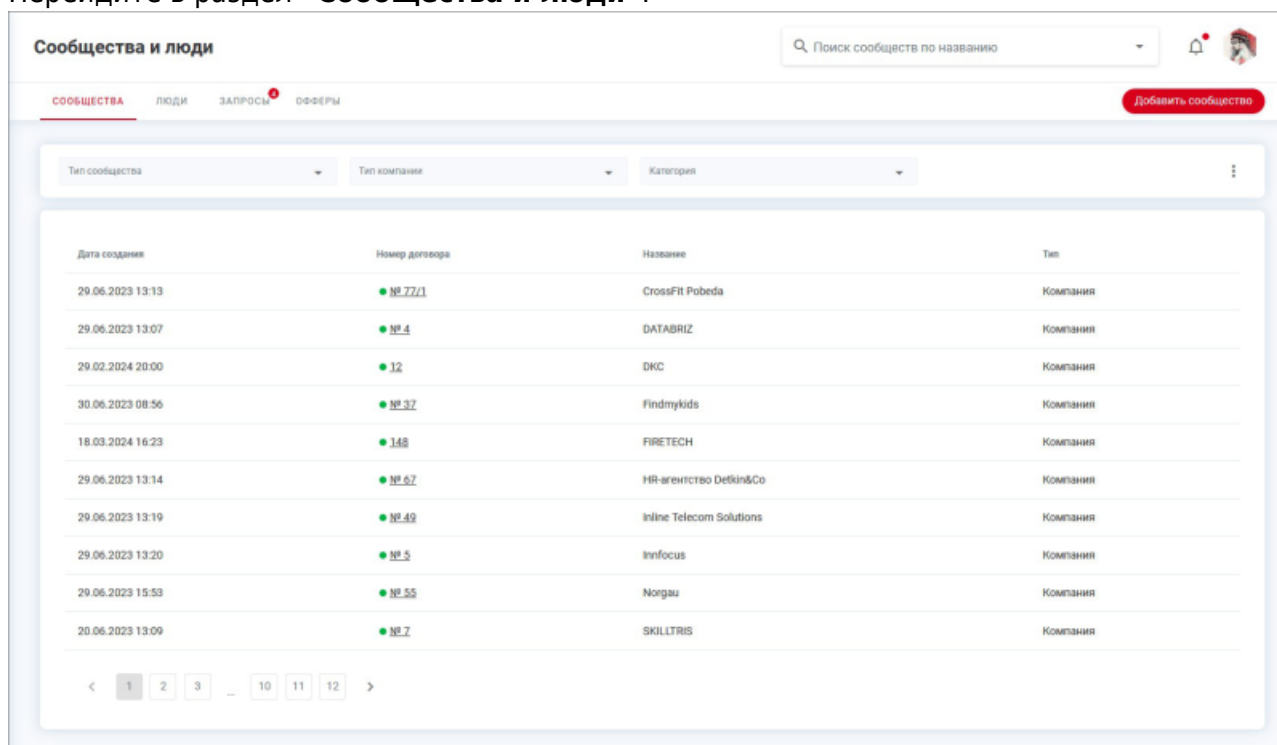 Перейдите в раздел "Сообщества и люди".
Сообщества и люди
Поиск сообществ по названию
СООБЩЕСТВА ЛЮДИ ЗАПРОСЫ 4 ОФФЕРЫ
Добавить сообщество
Тип сообщества Тип компании Категория
Дата создания Номер договора Название Тип
29.06.2023 13:13 № 77/1 CrossFit Pobeda Компания
29.06.2023 13:07 № 4 DATABRIZ Компания
29.02.2024 20:00 12 DKC Компания
30.06.2023 08:56 № 37 Findmykids Компания
18.03.2024 16:23 148 FIRETECH Компания
29.06.2023 13:14 № 67 HR-агентство Detkin&Co Компания
29.06.2023 13:19 № 49 Inline Telecom Solutions Компания
29.06.2023 13:20 № 5 Innfocus Компания
29.06.2023 15:53 № 55 Norgau Компания
20.06.2023 13:09 № 7 SKILLTRIS Компания
< 1 2 3 ... 10 11 12 >